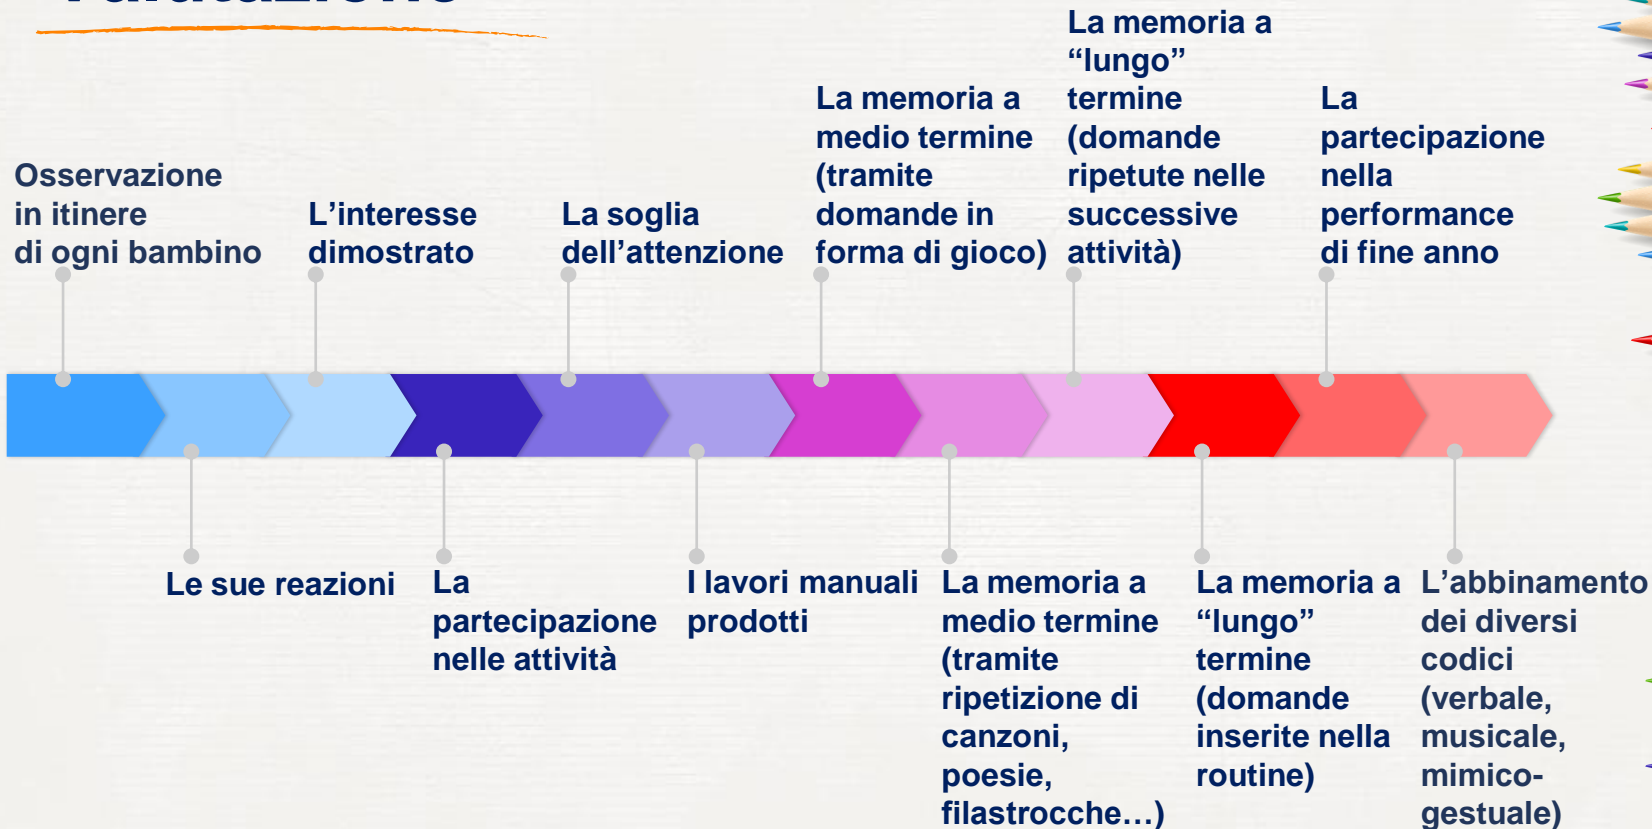 Valutazione
Osservazione
in itinere
di ogni bambino
Le sue reazioni
L’interesse
dimostrato
La
partecipazione
nelle attività
La soglia
dell’attenzione
I lavori manuali
prodotti
La memoria a
medio termine
(tramite
domande in
forma di gioco)
La memoria a
medio termine
(tramite
ripetizione di
canzoni,
poesie,
filastrocche…)
La memoria a
“lungo”
termine
(domande
ripetute nelle
successive
attività)
La memoria a
“lungo”
termine
(domande
inserite nella
routine)
La
partecipazione
nella
performance
di fine anno
L’abbinamento
dei diversi
codici
(verbale,
musicale,
mimico-
gestuale)